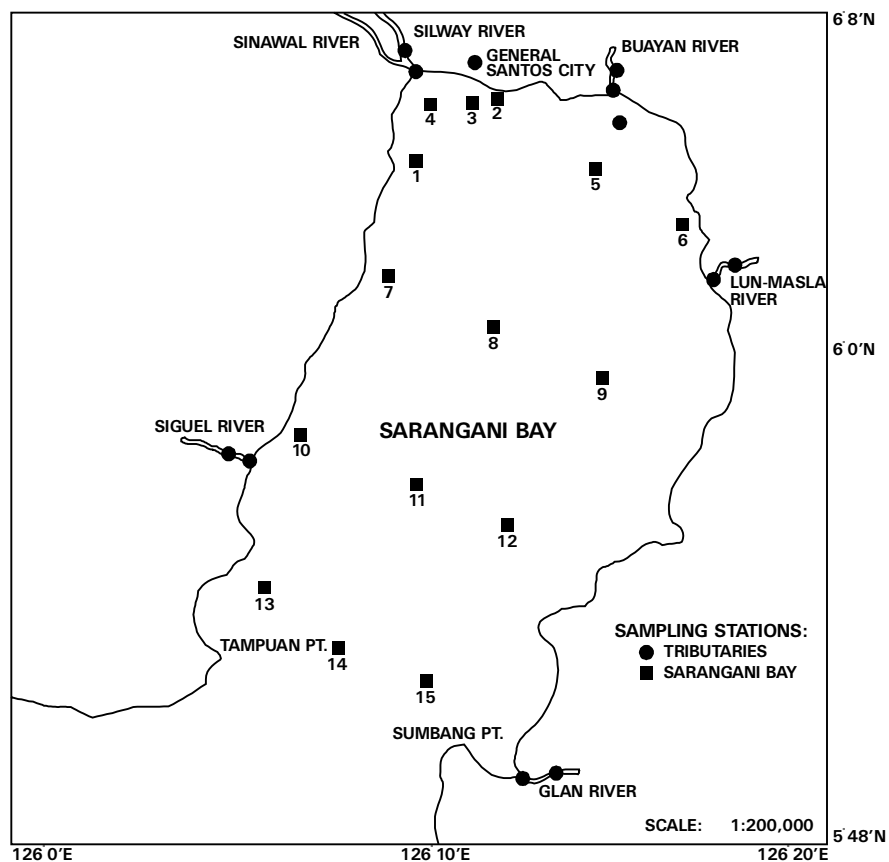 6°8'N
SILWAY RIVER
SINAWAL RIVER
BUAYAN RIVER
GENERAL
SANTOS CITY
4
3
2
1
5
6
LUN-MASLA
RIVER
7
8
6°0'N
9
SIGUEL RIVER
SARANGANI BAY
10
11
12
13
SAMPLING STATIONS:
TRIBUTARIES
SARANGANI BAY
TAMPUAN PT.
14
15
SUMBANG PT.
GLAN RIVER
SCALE: 1:200,000
5°48'N
126°0'E
126°10'E
126°20'E